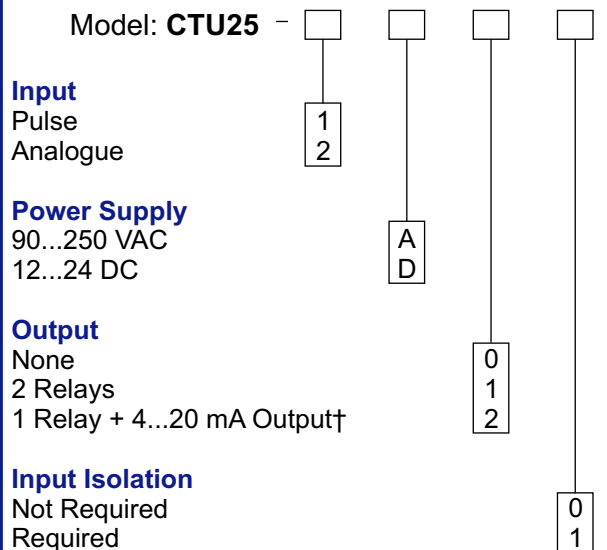 Model: CTU25 –
Input
Pulse 1
Analogue 2
Power Supply
90...250 VAC A
12...24 DC D
Output
None 0
2 Relays 1
1 Relay + 4...20 mA Output† 2
Input Isolation
Not Required 0
Required 1